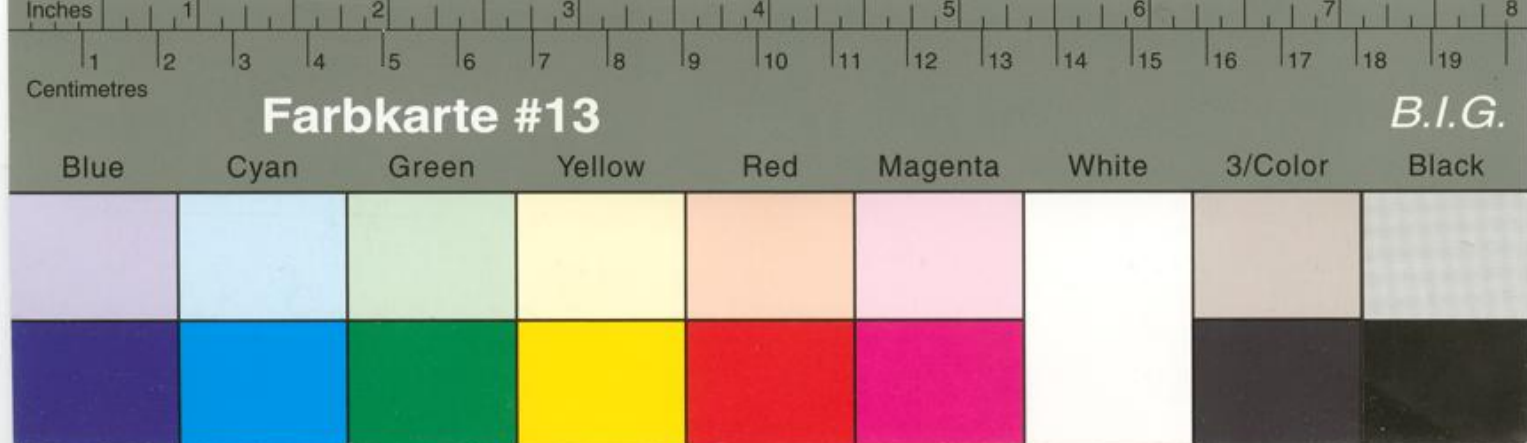 Inches 1 2 3 4 5 6 7 8
1 2 3 4 5 6 7 8 9 10 11 12 13 14 15 16 17 18 19
Centimetres
Farbkarte #13 B.I.G.
Blue Cyan Green Yellow Red Magenta White 3/Color Black